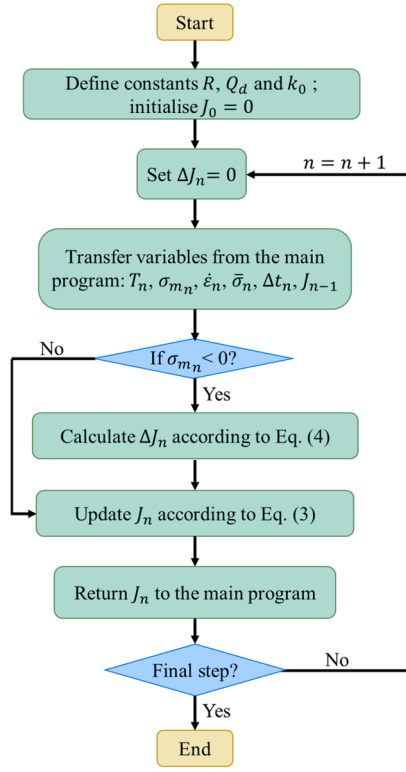 Start
Define constants R, Q_d and k_0 ;
initialise J_0 = 0
n = n + 1
Set ΔJ_n = 0
Transfer variables from the main
program: T_n, σ_{m_n}, ε̇_n, σ̄_n, Δt_n, J_{n−1}
No
If σ_{m_n} < 0?
Yes
Calculate ΔJ_n according to Eq. (4)
Update J_n according to Eq. (3)
Return J_n to the main program
Final step?
No
Yes
End